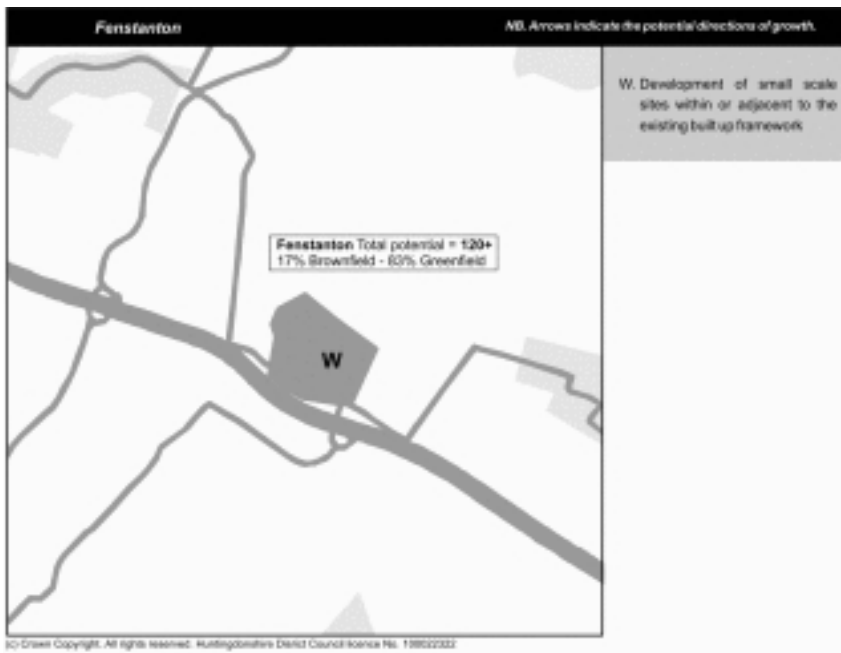 Fenstanton
NB. Arrows indicate the potential directions of growth.
W. Development of small scale
sites within or adjacent to the
existing built up framework
Fenstanton Total potential = 120+
17% Brownfield - 83% Greenfield
W
(c) Crown Copyright. All rights reserved. Huntingdonshire District Council licence No. 100022322